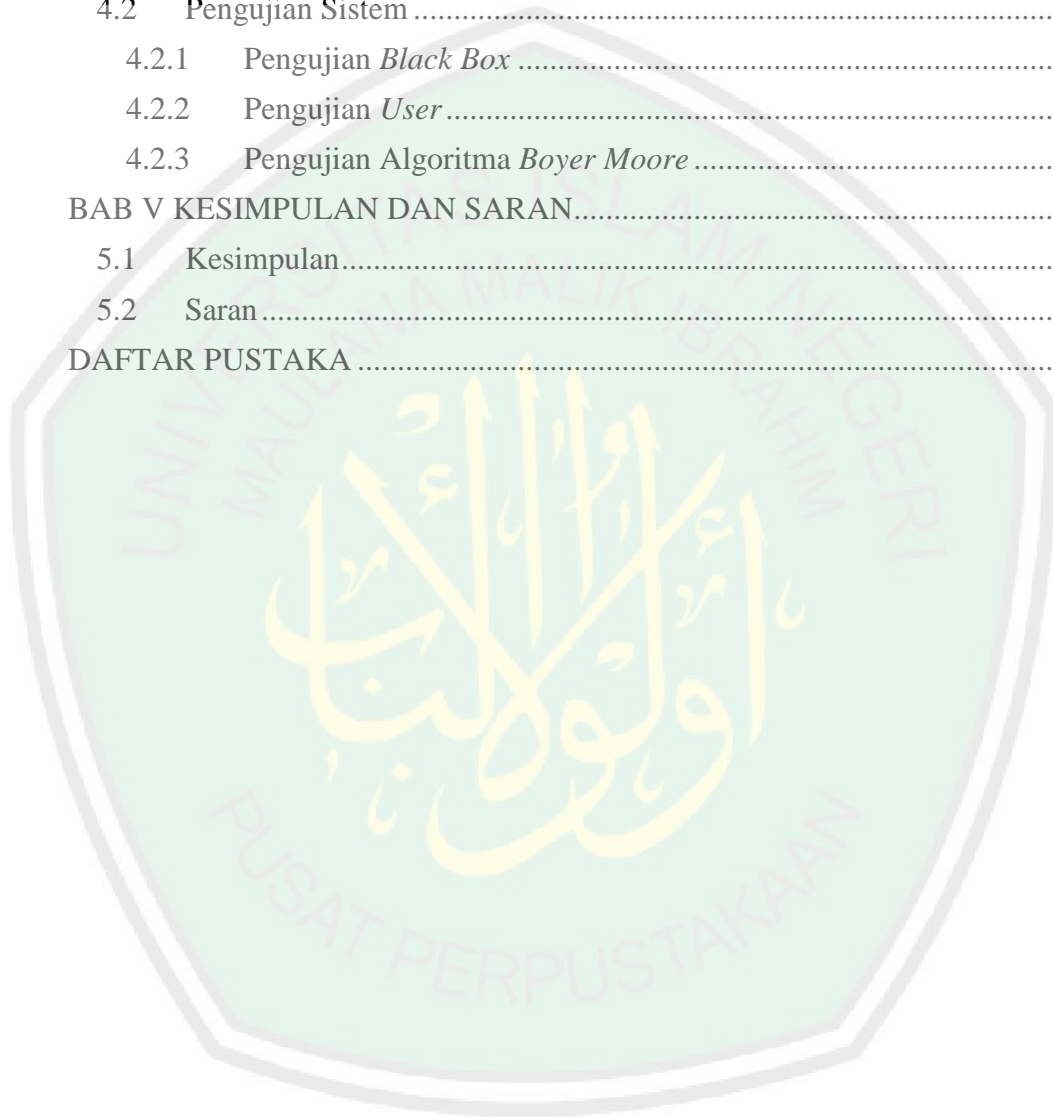 4.2 Pengujian Sistem ................................................................
4.2.1 Pengujian Black Box ................................................................
4.2.2 Pengujian User ................................................................
4.2.3 Pengujian Algoritma Boyer Moore ................................................................
BAB V KESIMPULAN DAN SARAN ................................................................
5.1 Kesimpulan ................................................................
5.2 Saran ................................................................
DAFTAR PUSTAKA ................................................................
UNIVERSITAS ISLAM NEGERI
MAULANA MALIK IBRAHIM
أولوا الألباب
PUSAT PERPUSTAKAAN